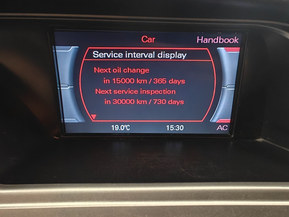 Car Handbook
Service interval display
Next oil change
in 15000 km / 365 days
Next service inspection
in 30000 km / 730 days
19.0°C 15:30 AC